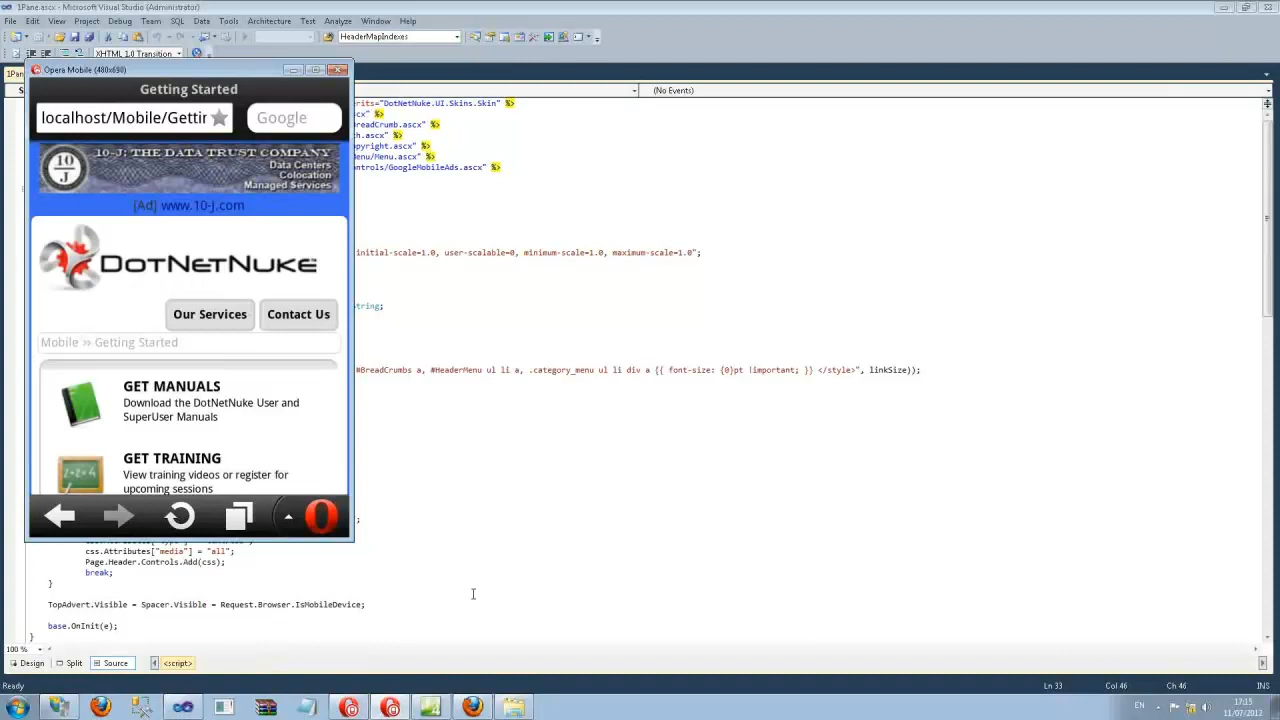 1Pane.ascx - Microsoft Visual Studio (Administrator)
File Edit View Project Debug Team SQL Data Tools Architecture Test Analyze Window Help
HeaderMapIndexes
XHTML 1.0 Transition
1Pan
Opera Mobile (480x690)
Getting Started
localhost/Mobile/Gettir
Google
10-J: THE DATA TRUST COMPANY
10
J
Data Centers
Colocation
Managed Services
[Ad] www.10-j.com
DOTNETNUKE
Our Services
Contact Us
Mobile >> Getting Started
GET MANUALS
Download the DotNetNuke User and
SuperUser Manuals
GET TRAINING
View training videos or register for
upcoming sessions
(No Events)
rits="DotNetNuke.UI.Skins.Skin" %>
cx" %>
readCrumb.ascx" %>
h.ascx" %>
pyright.ascx" %>
enu/Menu.ascx" %>
ntrols/GoogleMobileAds.ascx" %>
initial-scale=1.0, user-scalable=0, minimum-scale=1.0, maximum-scale=1.0";
tring;
#BreadCrumbs a, #HeaderMenu ul li a, .category_menu ul li div a {{ font-size: {0}pt !important; }} </style>", linkSize));
;
css.Attributes["media"] = "all";
Page.Header.Controls.Add(css);
break;
}
TopAdvert.Visible = Spacer.Visible = Request.Browser.IsMobileDevice;
base.OnInit(e);
}
100 %
Design Split Source <script>
Ready
Ln 33 Col 46 Ch 46 INS
EN
17:15
11/07/2012